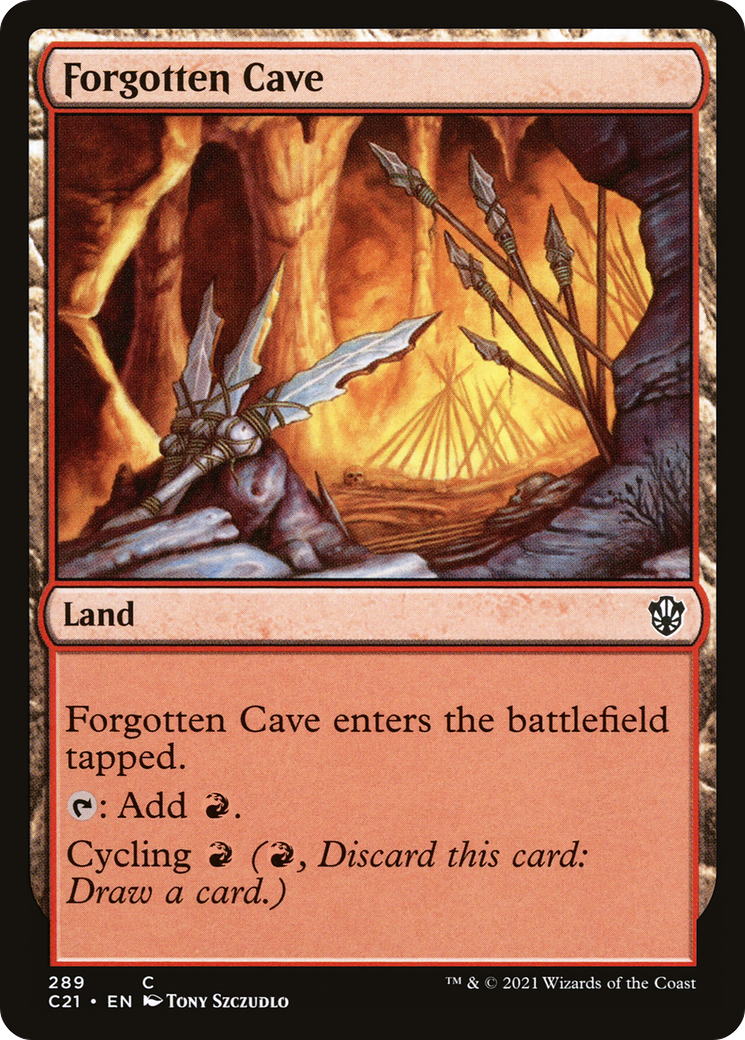 Forgotten Cave
Land
Forgotten Cave enters the battlefield
tapped.
: Add .
Cycling (, Discard this card:
Draw a card.)
289 C
C21 • EN Tony Szczudlo
™ & © 2021 Wizards of the Coast